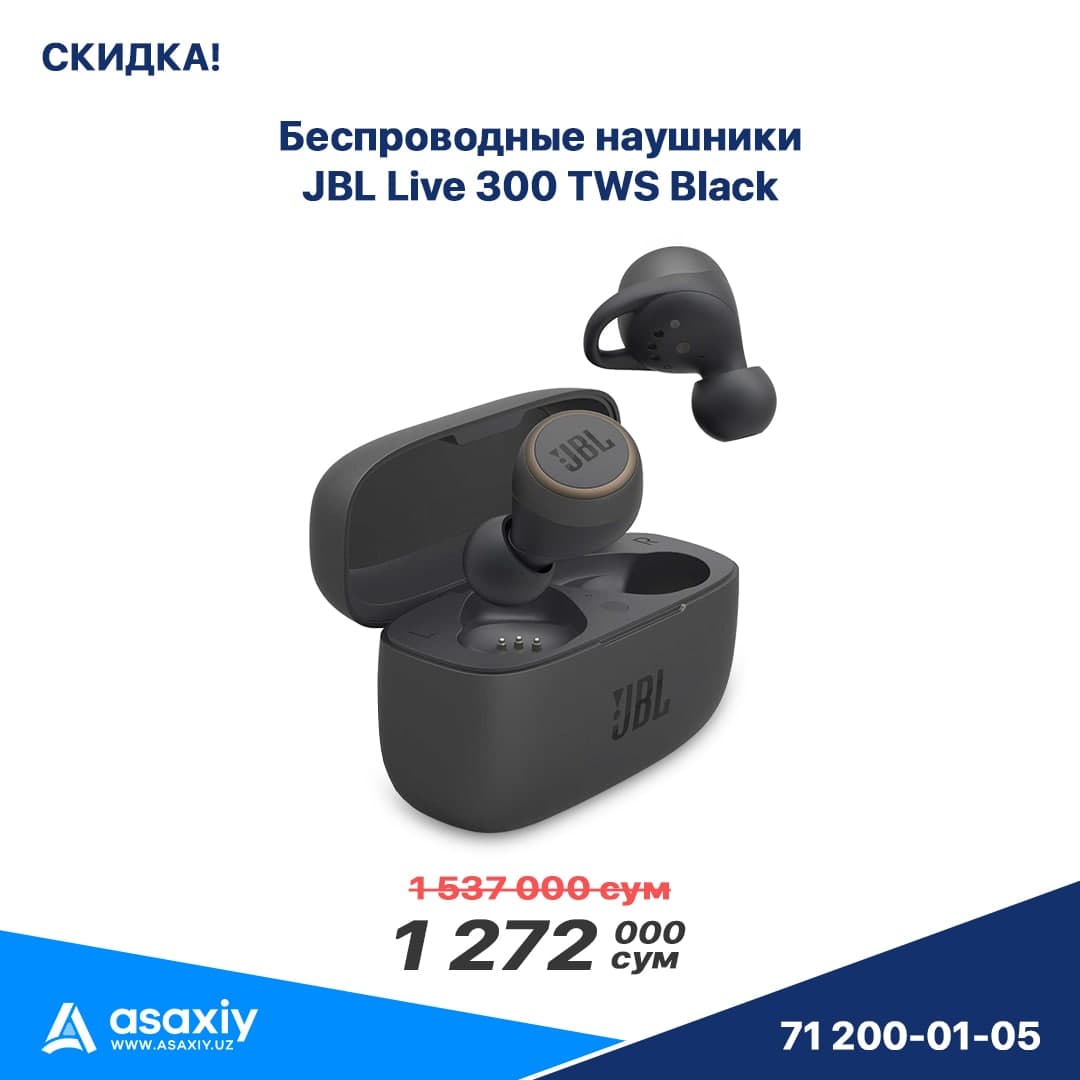 СКИДКА!
Беспроводные наушники
JBL Live 300 TWS Black
JBL
R
L
JBL
1 537 000 сум
1 272 000 сум
asaxiy
WWW.ASAXIY.UZ
71 200-01-05